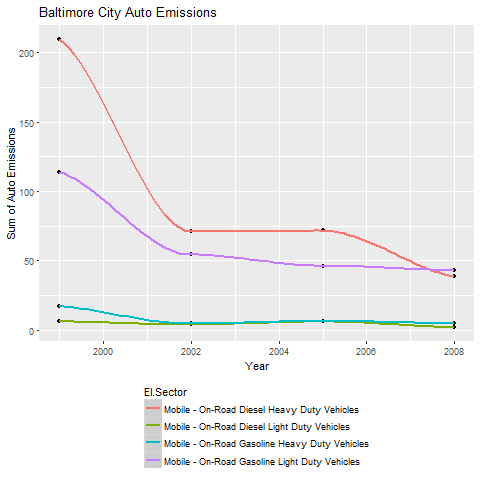 Baltimore City Auto Emissions
200
150
100
50
0
Sum of Auto Emissions
2000 2002 2004 2006 2008
Year
EI.Sector
Mobile - On-Road Diesel Heavy Duty Vehicles
Mobile - On-Road Diesel Light Duty Vehicles
Mobile - On-Road Gasoline Heavy Duty Vehicles
Mobile - On-Road Gasoline Light Duty Vehicles